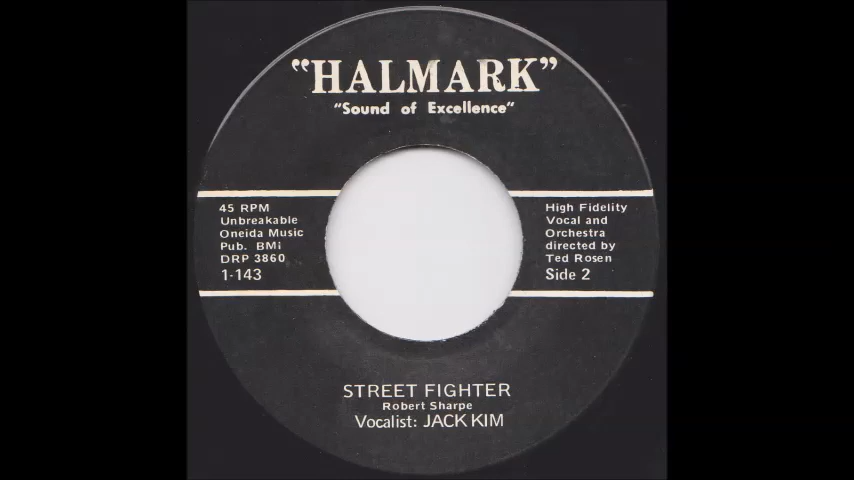 "HALMARK"
"Sound of Excellence"
45 RPM
Unbreakable
Oneida Music
Pub. BMi
DRP 3860
1-143
High Fidelity
Vocal and
Orchestra
directed by
Ted Rosen
Side 2
STREET FIGHTER
Robert Sharpe
Vocalist: JACK KIM